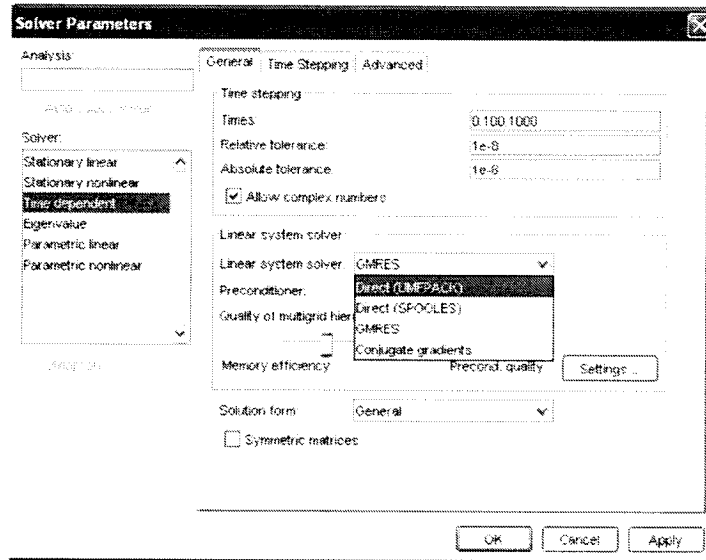 Solver Parameters
Analysis:
General
Time Stepping
Advanced
Time stepping
Times: 0:100:1000
Relative tolerance: 1e-8
Absolute tolerance: 1e-8
Allow complex numbers
Solver:
Stationary linear
Stationary nonlinear
Time dependent
Eigenvalue
Parametric linear
Parametric nonlinear
Linear system solver
Linear system solver: GMRES
Direct (UMFPACK)
Direct (SPOOLES)
GMRES
Conjugate gradients
Preconditioner:
Quality of multigrid hier
Memory efficiency
Precond. quality
Settings ...
Solution form: General
Symmetric matrices
OK
Cancel
Apply